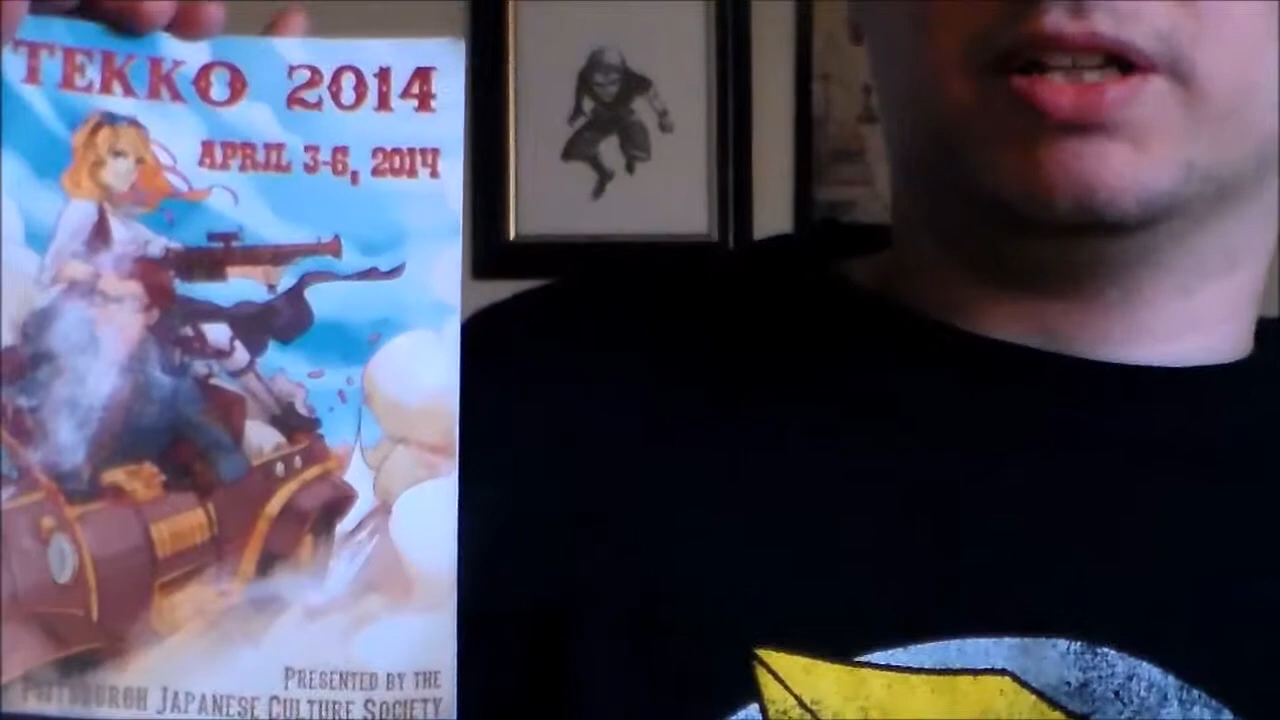 TEKKO 2014
APRIL 3-6, 2014
PRESENTED BY THE
PITTSBURGH JAPANESE CULTURE SOCIETY